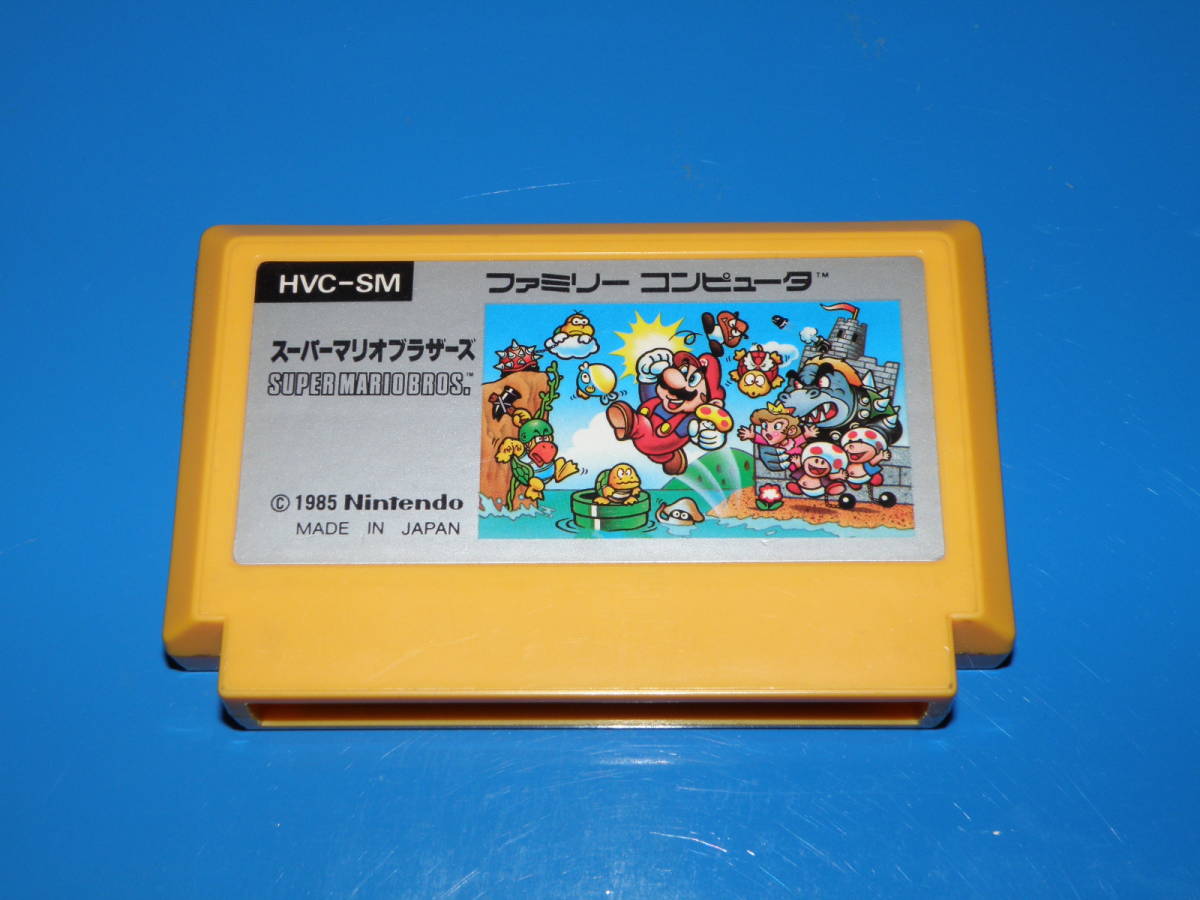 HVC-SM
ファミリー コンピュータ™
スーパーマリオブラザーズ
SUPER MARIO BROS.™
© 1985 Nintendo
MADE IN JAPAN